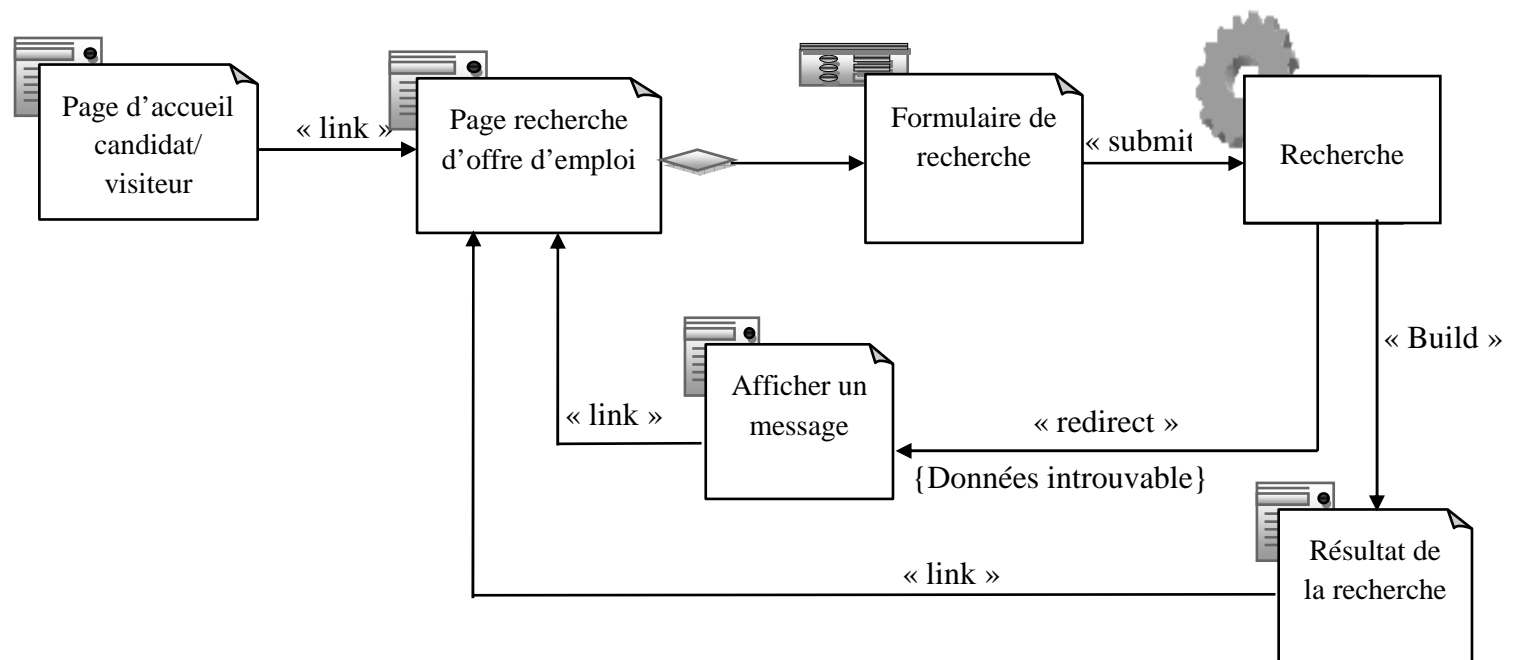 Page d’accueil
candidat/
visiteur
« link »
Page recherche
d’offre d’emploi
Formulaire de
recherche
« submit
Recherche
« Build »
Afficher un
message
« link »
« redirect »
{Données introuvable}
Résultat de
la recherche
« link »